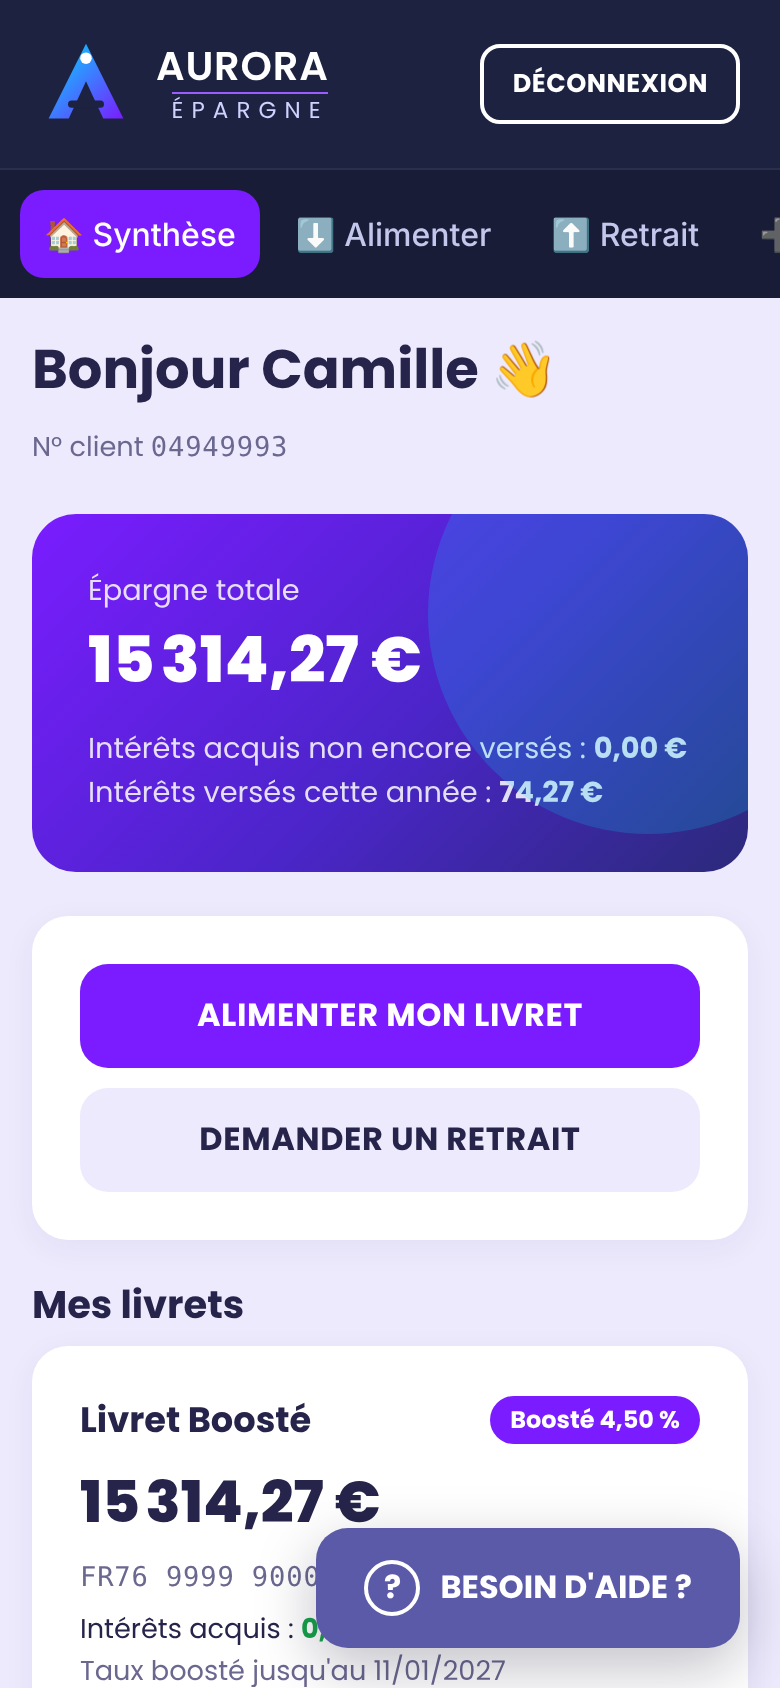 AURORA
ÉPARGNE
DÉCONNEXION
Synthèse
Alimenter
Retrait
Bonjour Camille
N° client 04949993
Épargne totale
15 314,27 €
Intérêts acquis non encore versés : 0,00 €
Intérêts versés cette année : 74,27 €
ALIMENTER MON LIVRET
DEMANDER UN RETRAIT
Mes livrets
Livret Boosté
Boosté 4,50 %
15 314,27 €
FR76 9999 9000
? BESOIN D'AIDE ?
Intérêts acquis : 0,
Taux boosté jusqu'au 11/01/2027